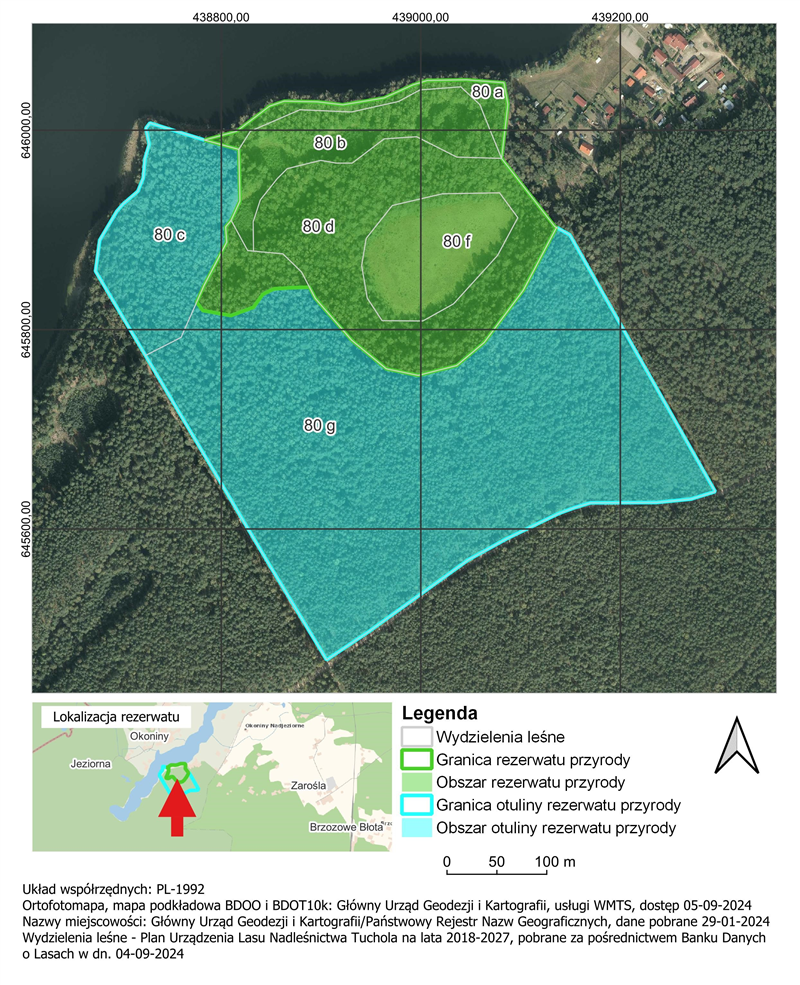 438800,00 439000,00 439200,00
646000,00
645800,00
645600,00
80 a
80 b
80 c
80 d
80 f
80 g
Lokalizacja rezerwatu
Okoniny Nadjeziorne
Okoniny
Jeziorna
Zarośla
Brzozowe Błota
Legenda
Wydzielenia leśne
Granica rezerwatu przyrody
Obszar rezerwatu przyrody
Granica otuliny rezerwatu przyrody
Obszar otuliny rezerwatu przyrody
0 50 100 m
Układ współrzędnych: PL-1992
Ortofotomapa, mapa podkładowa BDOO i BDOT10k: Główny Urząd Geodezji i Kartografii, usługi WMTS, dostęp 05-09-2024
Nazwy miejscowości: Główny Urząd Geodezji i Kartografii/Państwowy Rejestr Nazw Geograficznych, dane pobrane 29-01-2024
Wydzielenia leśne - Plan Urządzenia Lasu Nadleśnictwa Tuchola na lata 2018-2027, pobrane za pośrednictwem Banku Danych
o Lasach w dn. 04-09-2024